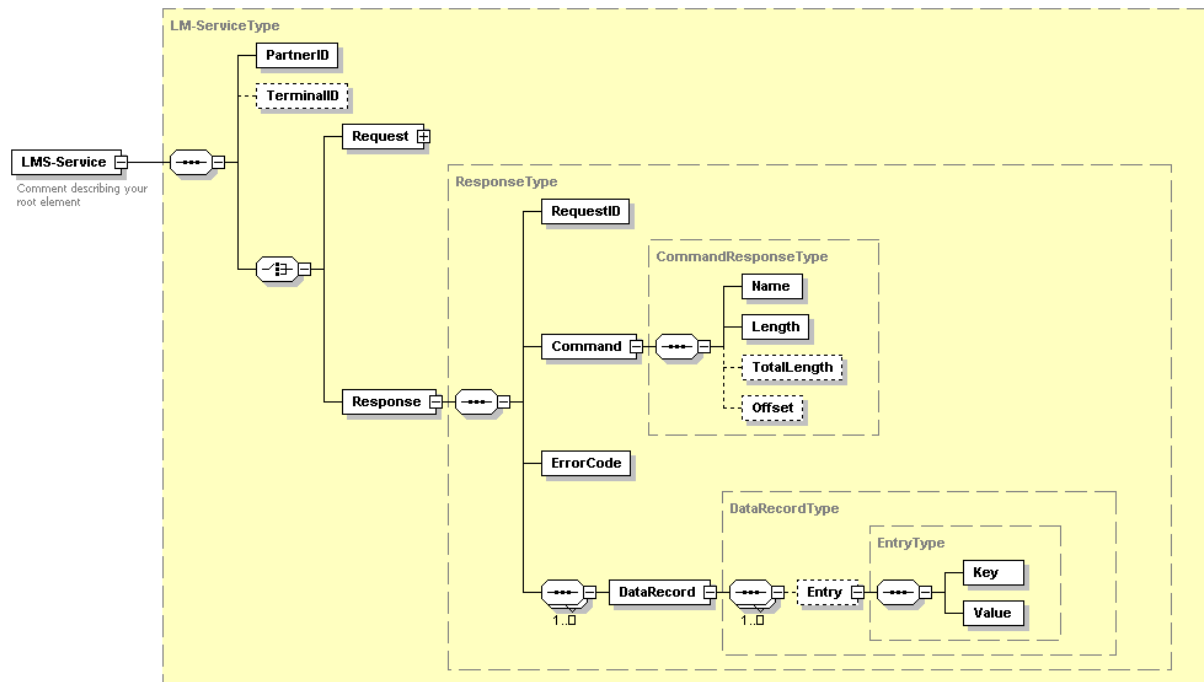 LM-ServiceType
PartnerID
TerminalID
Request
LMS-Service
Comment describing your
root element
ResponseType
RequestID
CommandResponseType
Name
Length
Command
TotalLength
Response
Offset
ErrorCode
DataRecordType
EntryType
Key
DataRecord
Entry
Value
1..□
1..□